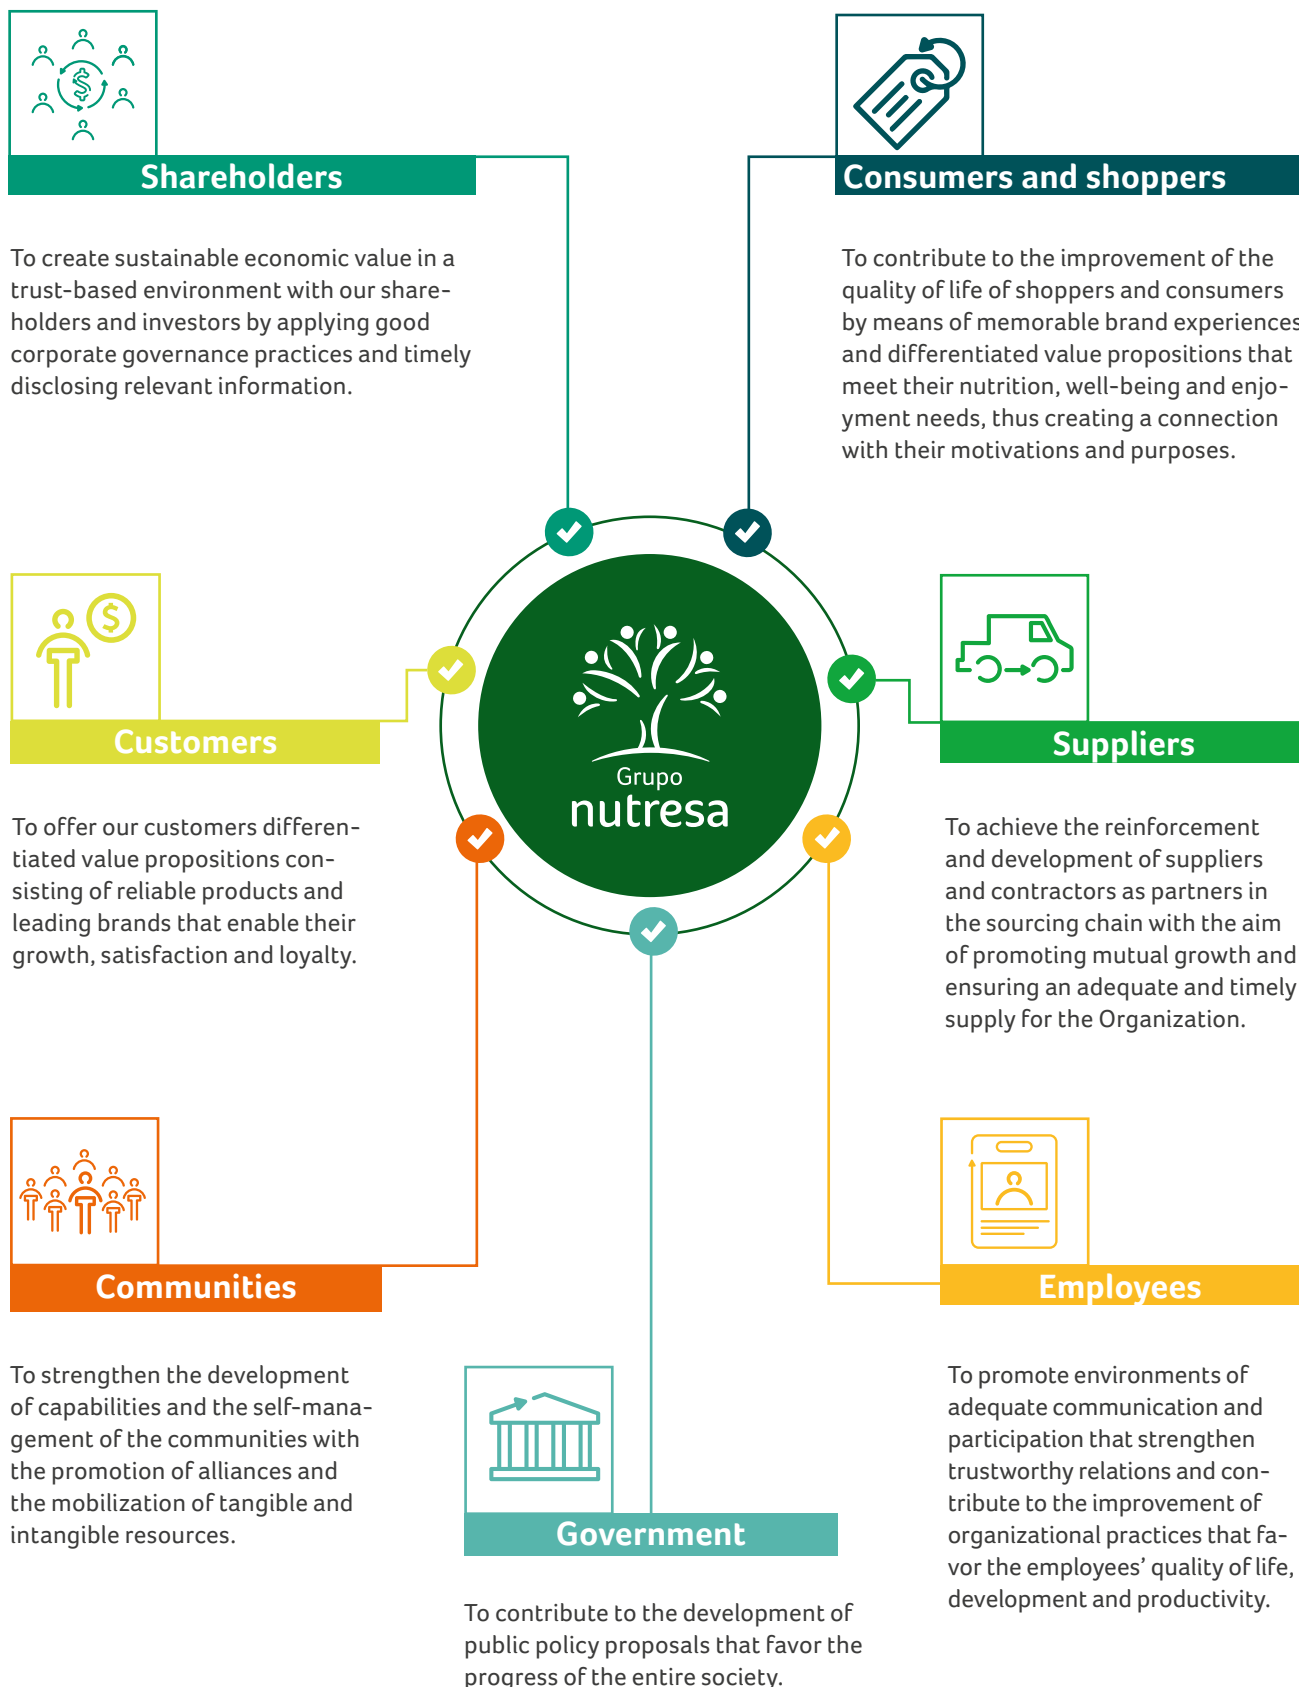 Shareholders
To create sustainable economic value in a
trust-based environment with our share-
holders and investors by applying good
corporate governance practices and timely
disclosing relevant information.
Consumers and shoppers
To contribute to the improvement of the
quality of life of shoppers and consumers
by means of memorable brand experiences
and differentiated value propositions that
meet their nutrition, well-being and enjo-
yment needs, thus creating a connection
with their motivations and purposes.
$
Customers
To offer our customers differen-
tiated value propositions con-
sisting of reliable products and
leading brands that enable their
growth, satisfaction and loyalty.
Grupo
nutresa
Suppliers
To achieve the reinforcement
and development of suppliers
and contractors as partners in
the sourcing chain with the aim
of promoting mutual growth and
ensuring an adequate and timely
supply for the Organization.
Communities
To strengthen the development
of capabilities and the self-mana-
gement of the communities with
the promotion of alliances and
the mobilization of tangible and
intangible resources.
Government
To contribute to the development of
public policy proposals that favor the
progress of the entire society.
Employees
To promote environments of
adequate communication and
participation that strengthen
trustworthy relations and con-
tribute to the improvement of
organizational practices that fa-
vor the employees’ quality of life,
development and productivity.